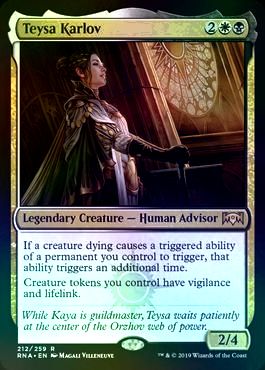 Teysa Karlov 2
Legendary Creature — Human Advisor
If a creature dying causes a triggered ability
of a permanent you control to trigger, that
ability triggers an additional time.
Creature tokens you control have vigilance
and lifelink.
While Kaya is guildmaster, Teysa waits patiently
at the center of the Orzhov web of power.
2/4
212/259 R
RNA • EN MAGALI VILLENEUVE
™ & © 2019 Wizards of the Coast